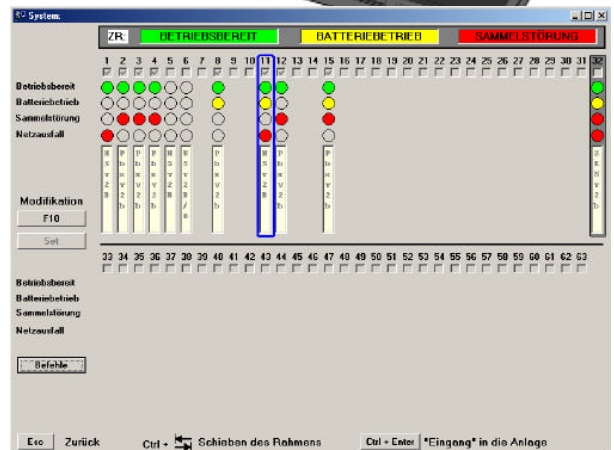 System:
ZR: BETRIEBSBEREIT BATTERIEBETRIEB SAMMELSTÖRUNG
1 2 3 4 5 6 7 8 9 10 11 12 13 14 15 16 17 18 19 20 21 22 23 24 25 26 27 28 29 30 31 32
Betriebsbereit
Batteriebetrieb
Sammelstörung
Netzausfall
Modifikation
F10
Set
33 34 35 36 37 38 39 40 41 42 43 44 45 46 47 48 49 50 51 52 53 54 55 56 57 58 59 60 61 62 63
Betriebsbereit
Batteriebetrieb
Sammelstörung
Netzausfall
Befehle
Esc Zurück Ctrl + Schieben des Rahmens Ctrl + Enter "Eingang" in die Anlage